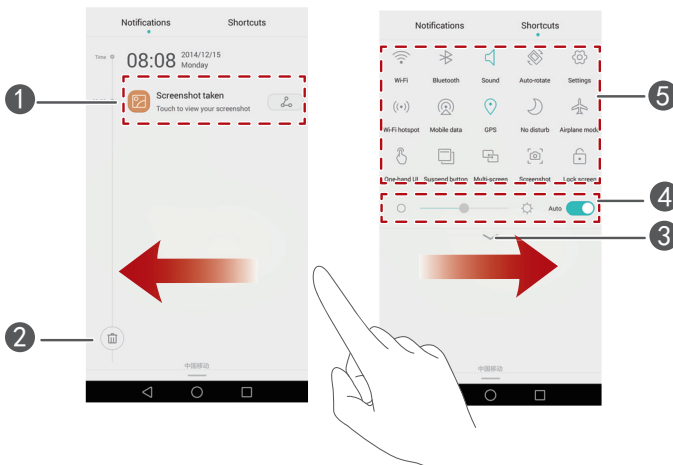 Notifications Shortcuts
Time
08:08 2014/12/15
Monday
Screenshot taken
Touch to view your screenshot
1
2
中国移动
Notifications Shortcuts
Wi-Fi Bluetooth Sound Auto-rotate Settings
Wi-Fi hotspot Mobile data GPS No disturb Airplane mode
One-hand UI Suspend button Multi-screen Screenshot Lock screen
Auto
5
4
3
中国移动